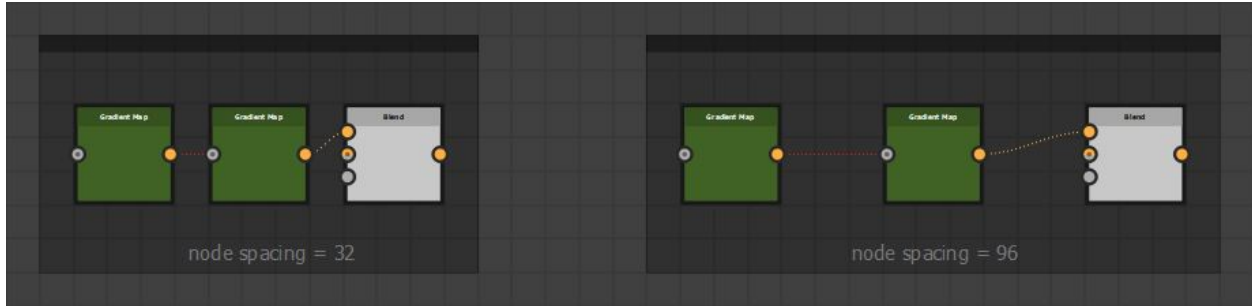 Gradient Map
Gradient Map
Blend
node spacing = 32
Gradient Map
Gradient Map
Blend
node spacing = 96